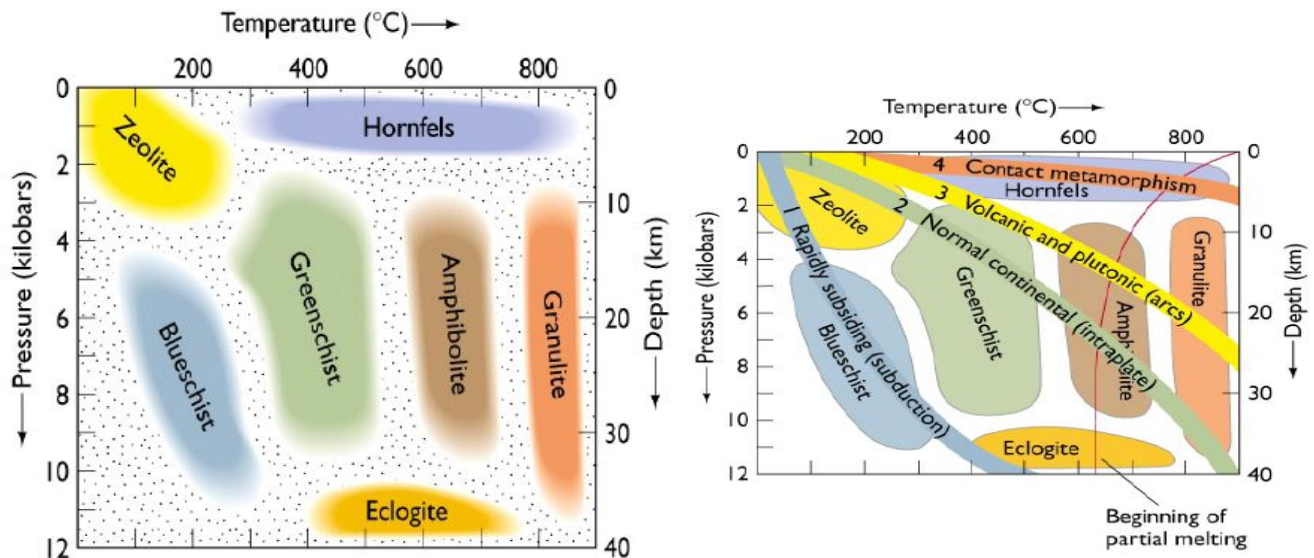 Temperature (°C)
200 400 600 800
0
2
4
6
8
10
12
Pressure (kilobars)
Zeolite
Hornfels
Blueschist
Greenschist
Amphibolite
Granulite
Eclogite
0
10
20
30
40
Depth (km)
Temperature (°C)
200 400 600 800
0
2
4
6
8
10
12
Pressure (kilobars)
4 Contact metamorphism
Hornfels
Zeolite
3 Volcanic and plutonic (arcs)
2 Normal continental (intraplate)
1 Rapidly subsiding (subduction)
Blueschist
Greenschist
Amphibolite
Granulite
Eclogite
0
10
20
30
40
Depth (km)
Beginning of
partial melting